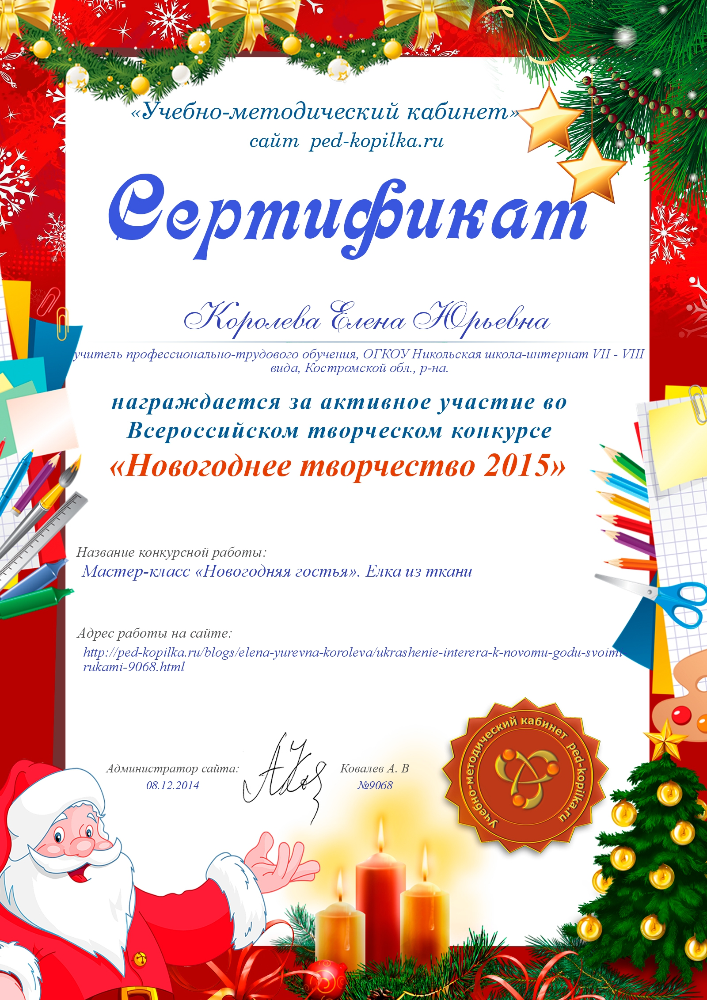 «Учебно-методический кабинет»
сайт ped-kopilka.ru
Сертификат
Королева Елена Юрьевна
учитель профессионально-трудового обучения, ОГКОУ Никольская школа-интернат VII - VIII
вида, Костромской обл., р-на.
награждается за активное участие во
Всероссийском творческом конкурсе
«Новогоднее творчество 2015»
Название конкурсной работы:
Мастер-класс «Новогодняя гостья». Елка из ткани
Адрес работы на сайте:
http://ped-kopilka.ru/blogs/elena-yurevna-koroleva/ukrashenie-interera-k-novomu-godu-svoimi-
rukami-9068.html
Администратор сайта:
Ковалев А. В
08.12.2014
№9068
Учебно-методический кабинет ped-kopilka.ru